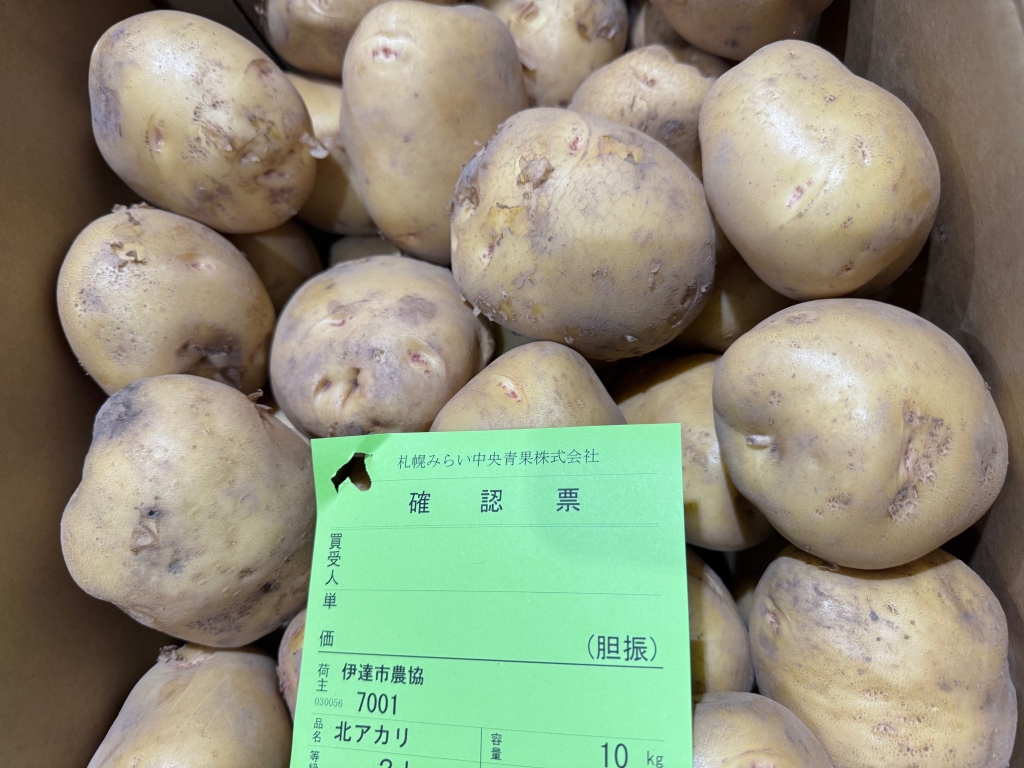 札幌みらい中央青果株式会社
確認票
買受人
単価
(胆振)
荷主 伊達市農協
030056 7001
品名 北アカリ 容量 10 kg